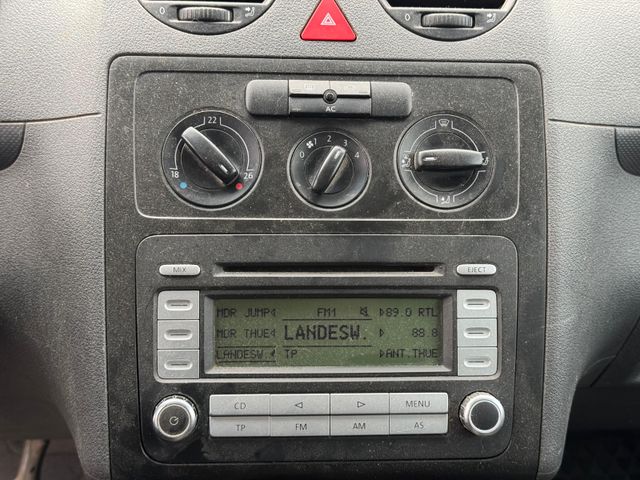 AC
22
18 26
0 1 2 3 4
MIX EJECT
MDR JUMP FM1 89.0 RTL
MDR THUE LANDESW. 88.8
LANDESW. TP ANT.THUE
CD MENU
TP FM AM AS